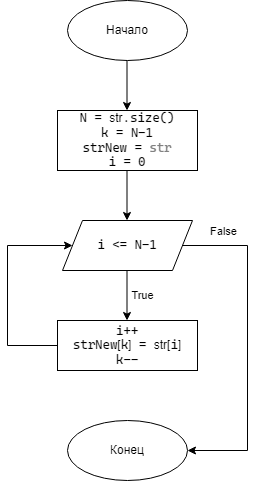 Начало
N = str.size()
k = N-1
strNew = str
i = 0
i <= N-1
False
True
i++
strNew[k] = str[i]
k--
Конец